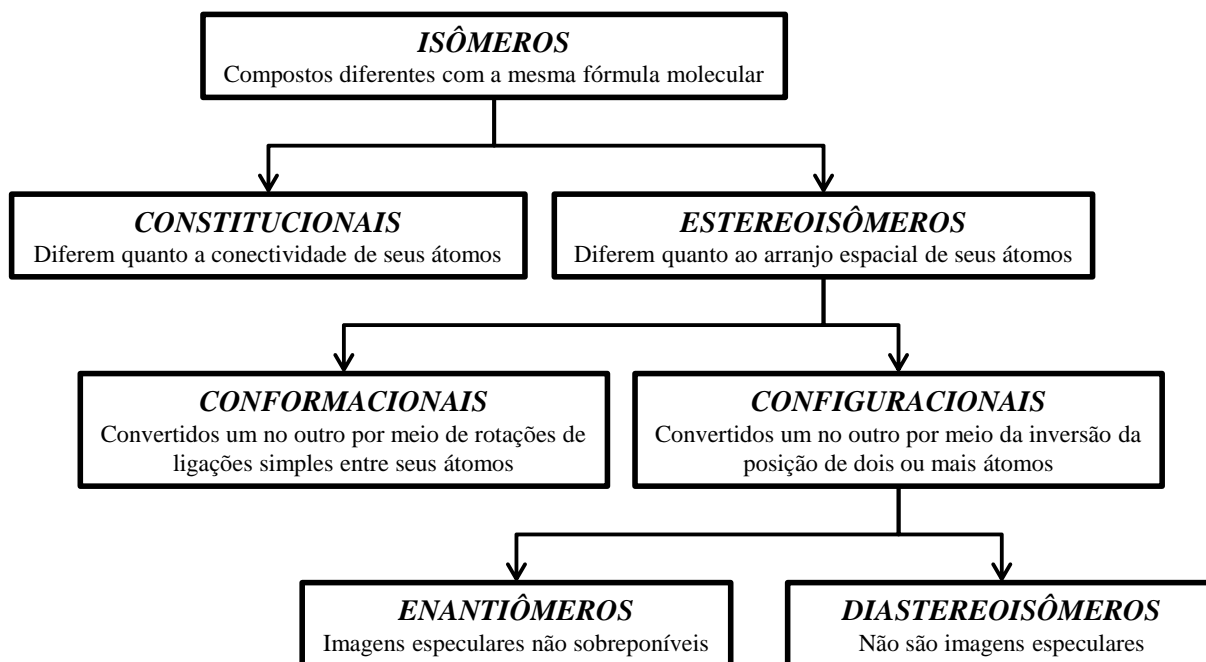 ISÔMEROS
Compostos diferentes com a mesma fórmula molecular
CONSTITUCIONAIS
Diferem quanto a conectividade de seus átomos
ESTEREOISÔMEROS
Diferem quanto ao arranjo espacial de seus átomos
CONFORMACIONAIS
Convertidos um no outro por meio de rotações de
ligações simples entre seus átomos
CONFIGURACIONAIS
Convertidos um no outro por meio da inversão da
posição de dois ou mais átomos
ENANTIÔMEROS
Imagens especulares não sobreponíveis
DIASTEREOISÔMEROS
Não são imagens especulares